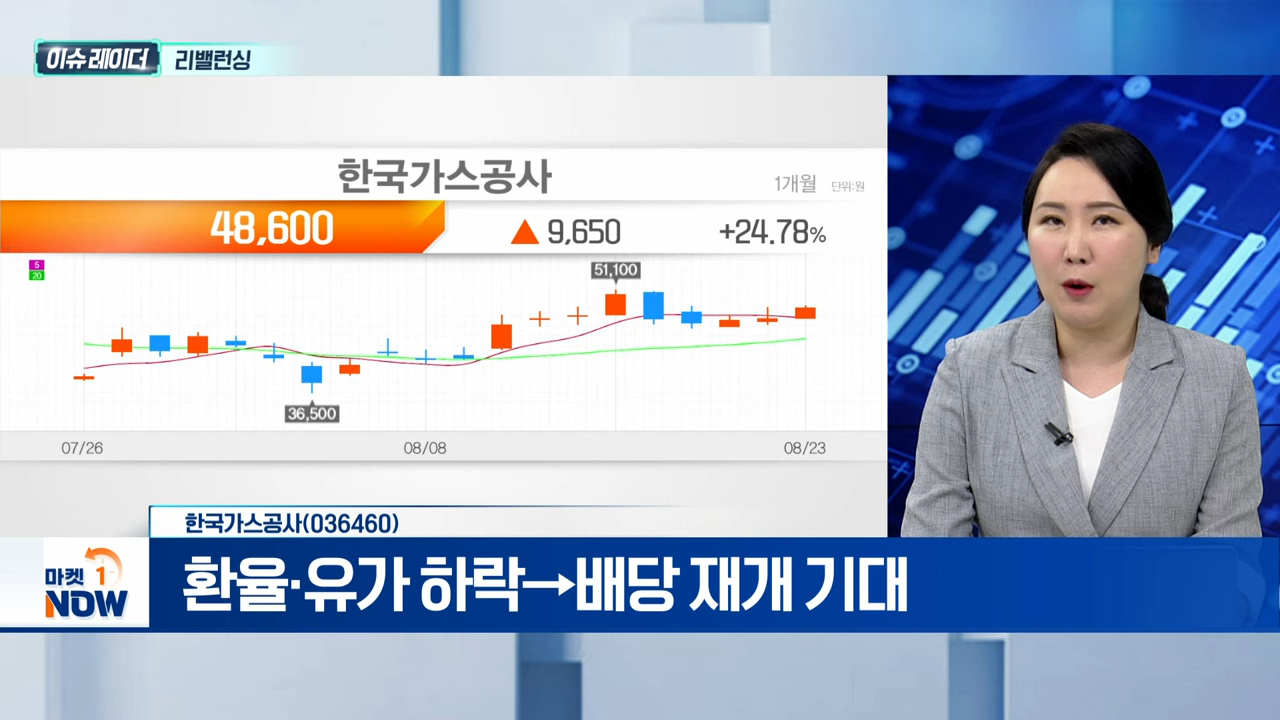 이슈 레이더 리밸런싱
한국가스공사
1개월 단위:원
48,600 ▲ 9,650 +24.78%
5
20
51,100
36,500
07/26 08/08 08/23
한국가스공사(036460)
마켓 1
NOW
환율·유가 하락→배당 재개 기대